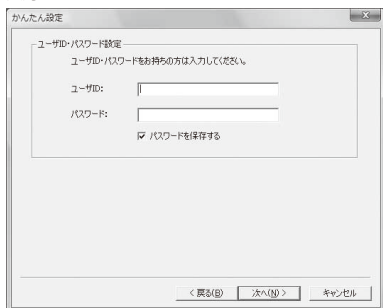 かんたん設定
ユーザID・パスワード設定
ユーザID・パスワードをお持ちの方は入力してください。
ユーザID:
パスワード:
パスワードを保存する
< 戻る(B) 次へ(N) > キャンセル